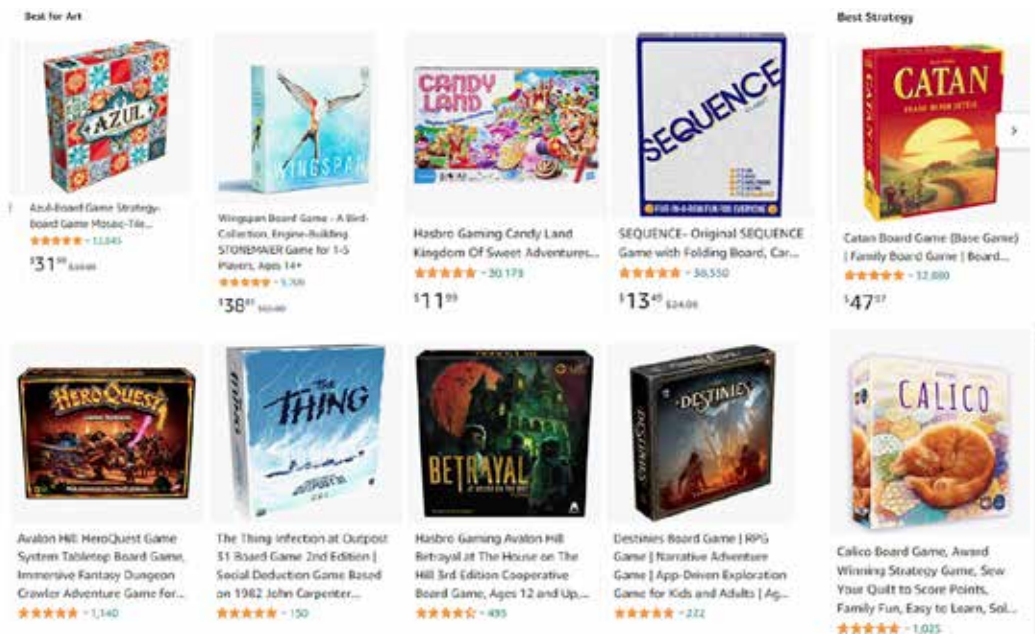 Best for Art
Best Strategy
AZUL
WINGSPAN
CANDY
LAND
SEQUENCE
CATAN
Azul Board Game Strategy-
Board Game Mosaic-Tile...
$31
Wingspan Board Game - A Bird-
Collection, Engine-Building
STONEMAIER Game for 1-5
Players, Ages 14+
$38
Hasbro Gaming Candy Land
Kingdom Of Sweet Adventures...
$11 99
SEQUENCE- Original SEQUENCE
Game with Folding Board, Car...
$13 $24.99
Catan Board Game (Base Game)
| Family Board Game | Board...
$47
HEROQUEST
THE
THING
BETRAYAL
DESTINIES
CALICO
Avalon Hill HeroQuest Game
System Tabletop Board Game,
Immersive Fantasy Dungeon
Crawler Adventure Game for...
1,140
The Thing Infection at Outpost
31 Board Game 2nd Edition |
Social Deduction Game Based
on 1982 John Carpenter...
150
Hasbro Gaming Avalon Hill
Betrayal at The House on The
Hill 3rd Edition Cooperative
Board Game, Ages 12 and Up,...
495
Destinies Board Game | RPG
Game | Narrative Adventure
Game | App-Driven Exploration
Game for Kids and Adults | Ag...
272
Calico Board Game, Award
Winning Strategy Game, Sew
Your Quilt to Score Points,
Family Fun, Easy to Learn, Sol...
1,025